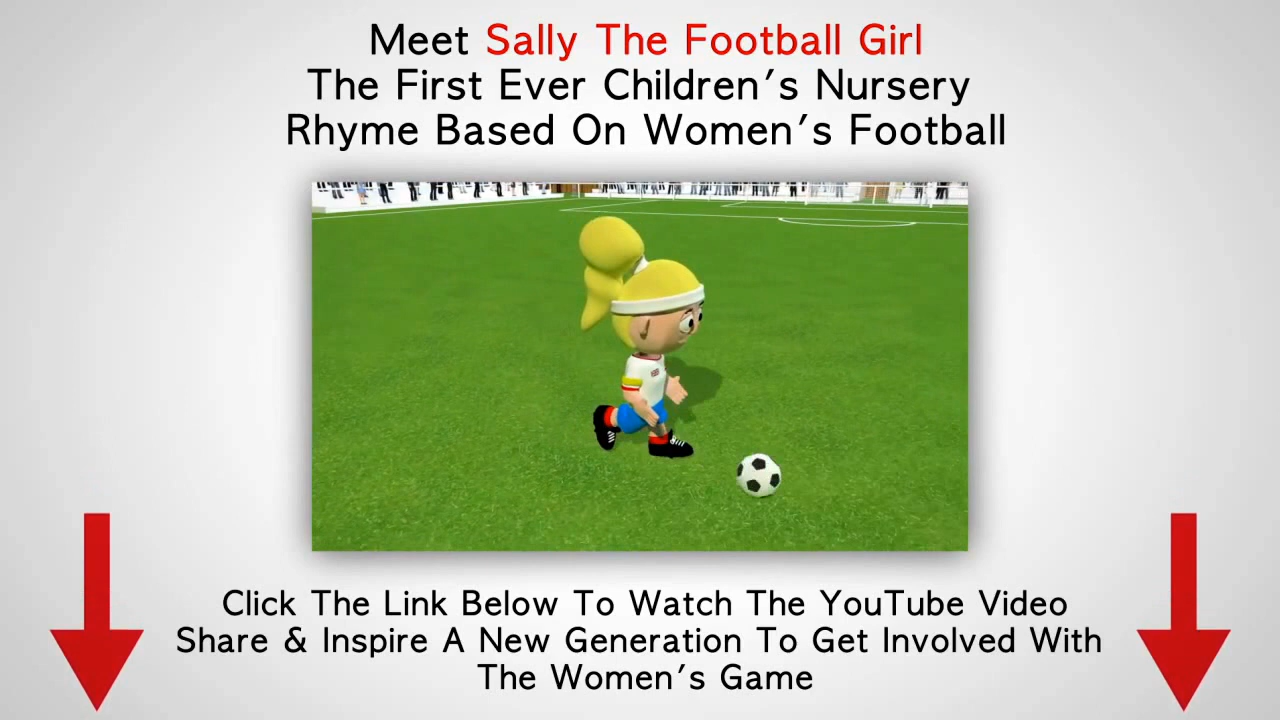 Meet Sally The Football Girl
The First Ever Children's Nursery
Rhyme Based On Women's Football
Click The Link Below To Watch The YouTube Video
Share & Inspire A New Generation To Get Involved With
The Women's Game